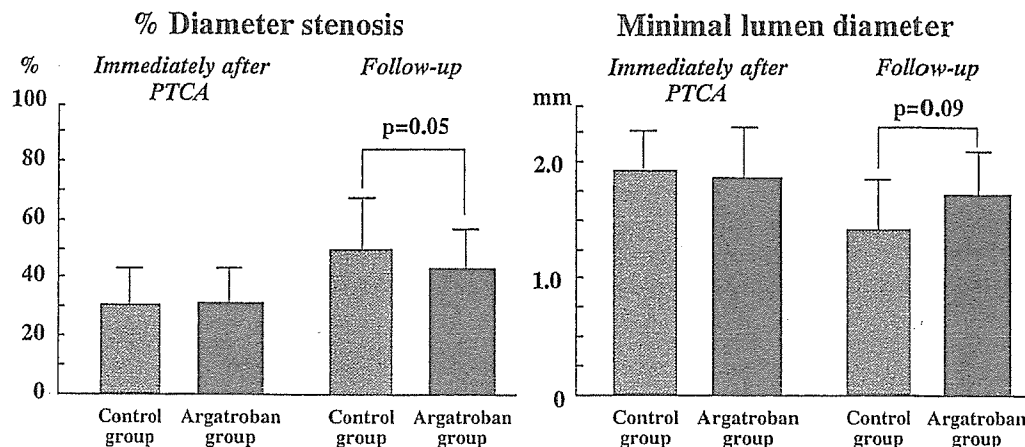 % Diameter stenosis
% Immediately after PTCA Follow-up
100
80
60
40
20
0
p=0.05
Control group Argatroban group Control group Argatroban group
Minimal lumen diameter
mm Immediately after PTCA Follow-up
2.0
1.0
0
p=0.09
Control group Argatroban group Control group Argatroban group